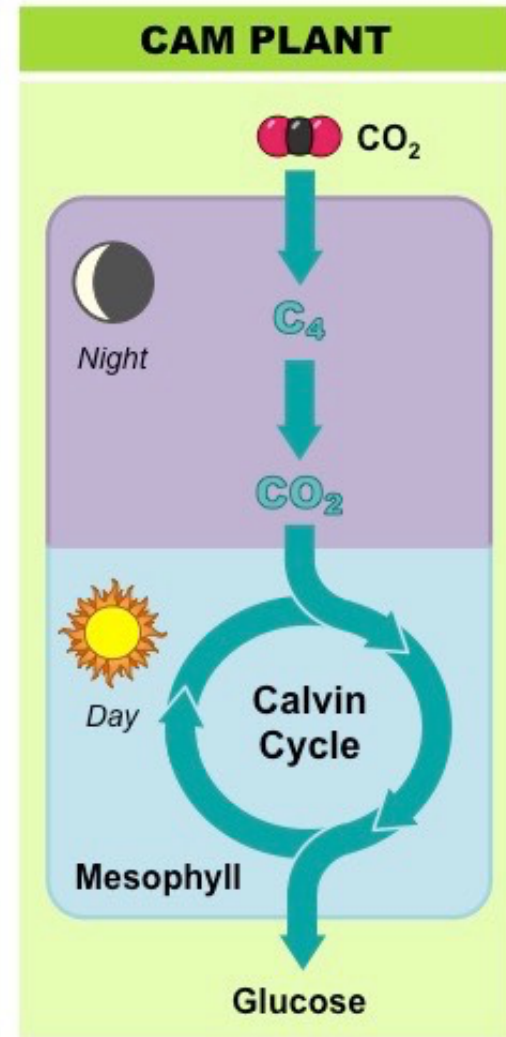 CAM PLANT
CO₂
Night
C₄
CO₂
Day
Calvin
Cycle
Mesophyll
Glucose